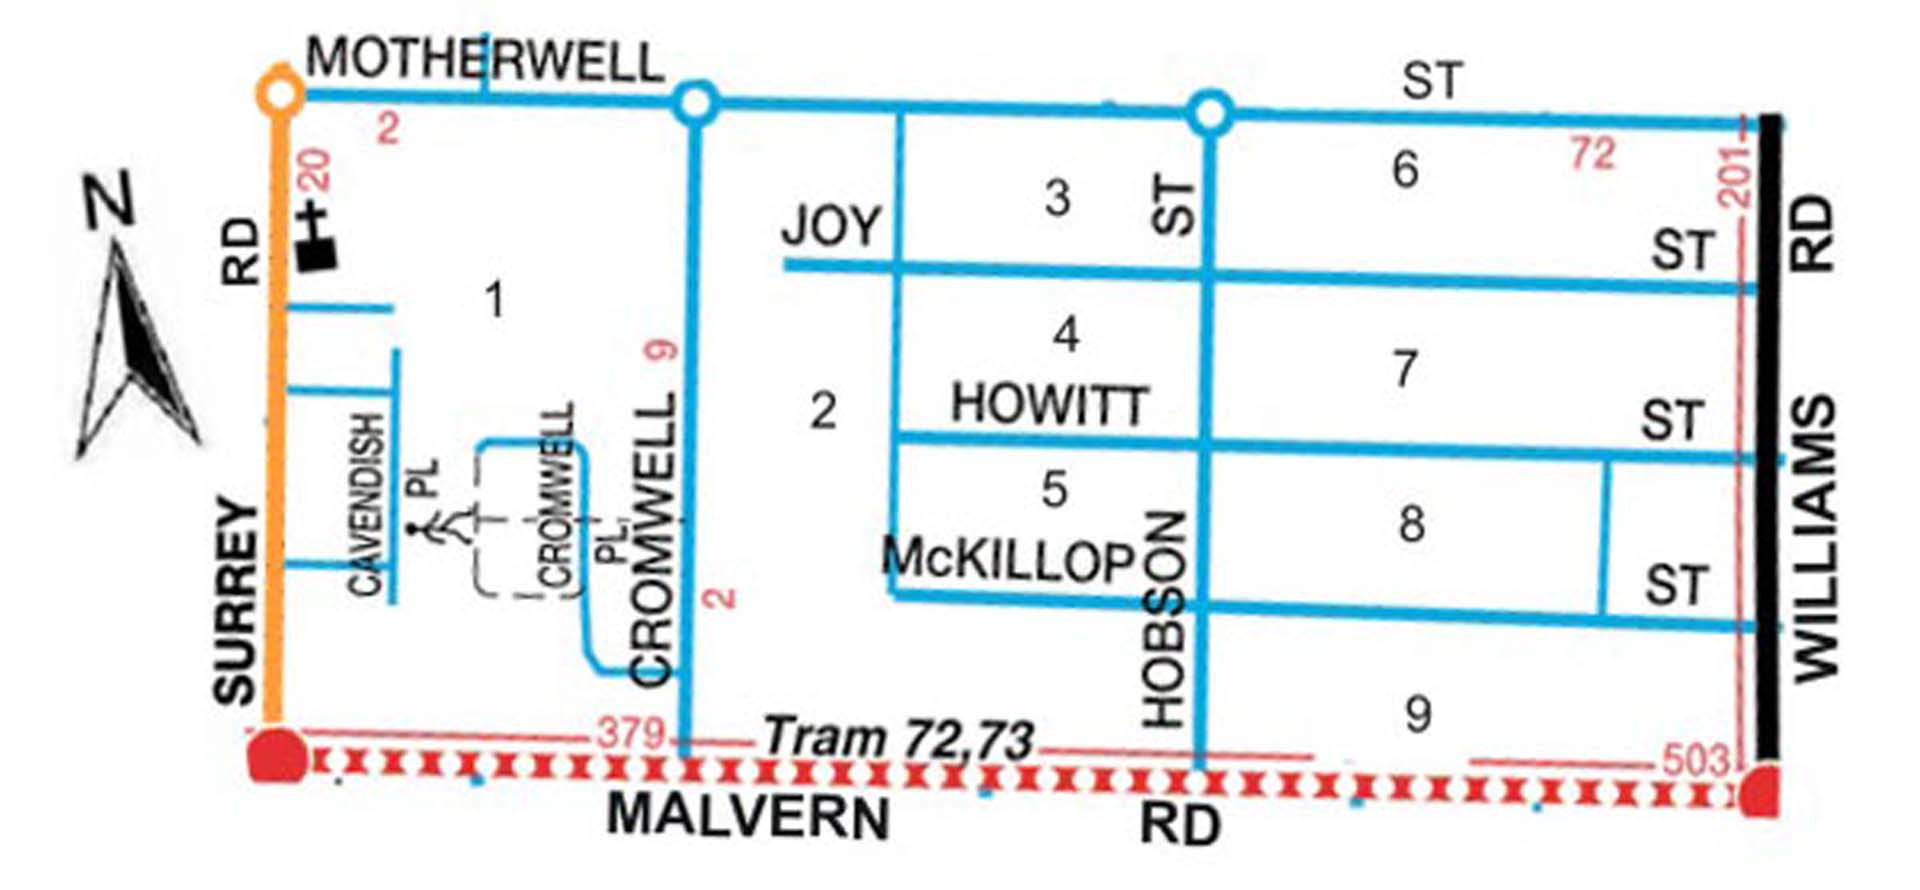 MOTHERWELL
ST
2
72
20
201
N
RD
ST
6
3
JOY
ST
RD
1
9
4
7
HOWITT
ST
2
CAVENDISH
PL
CROMWELL
PL
CROMWELL
5
8
McKILLOP
ST
2
HOBSON
SURREY
WILLIAMS
9
379
Tram 72,73
503
MALVERN
RD